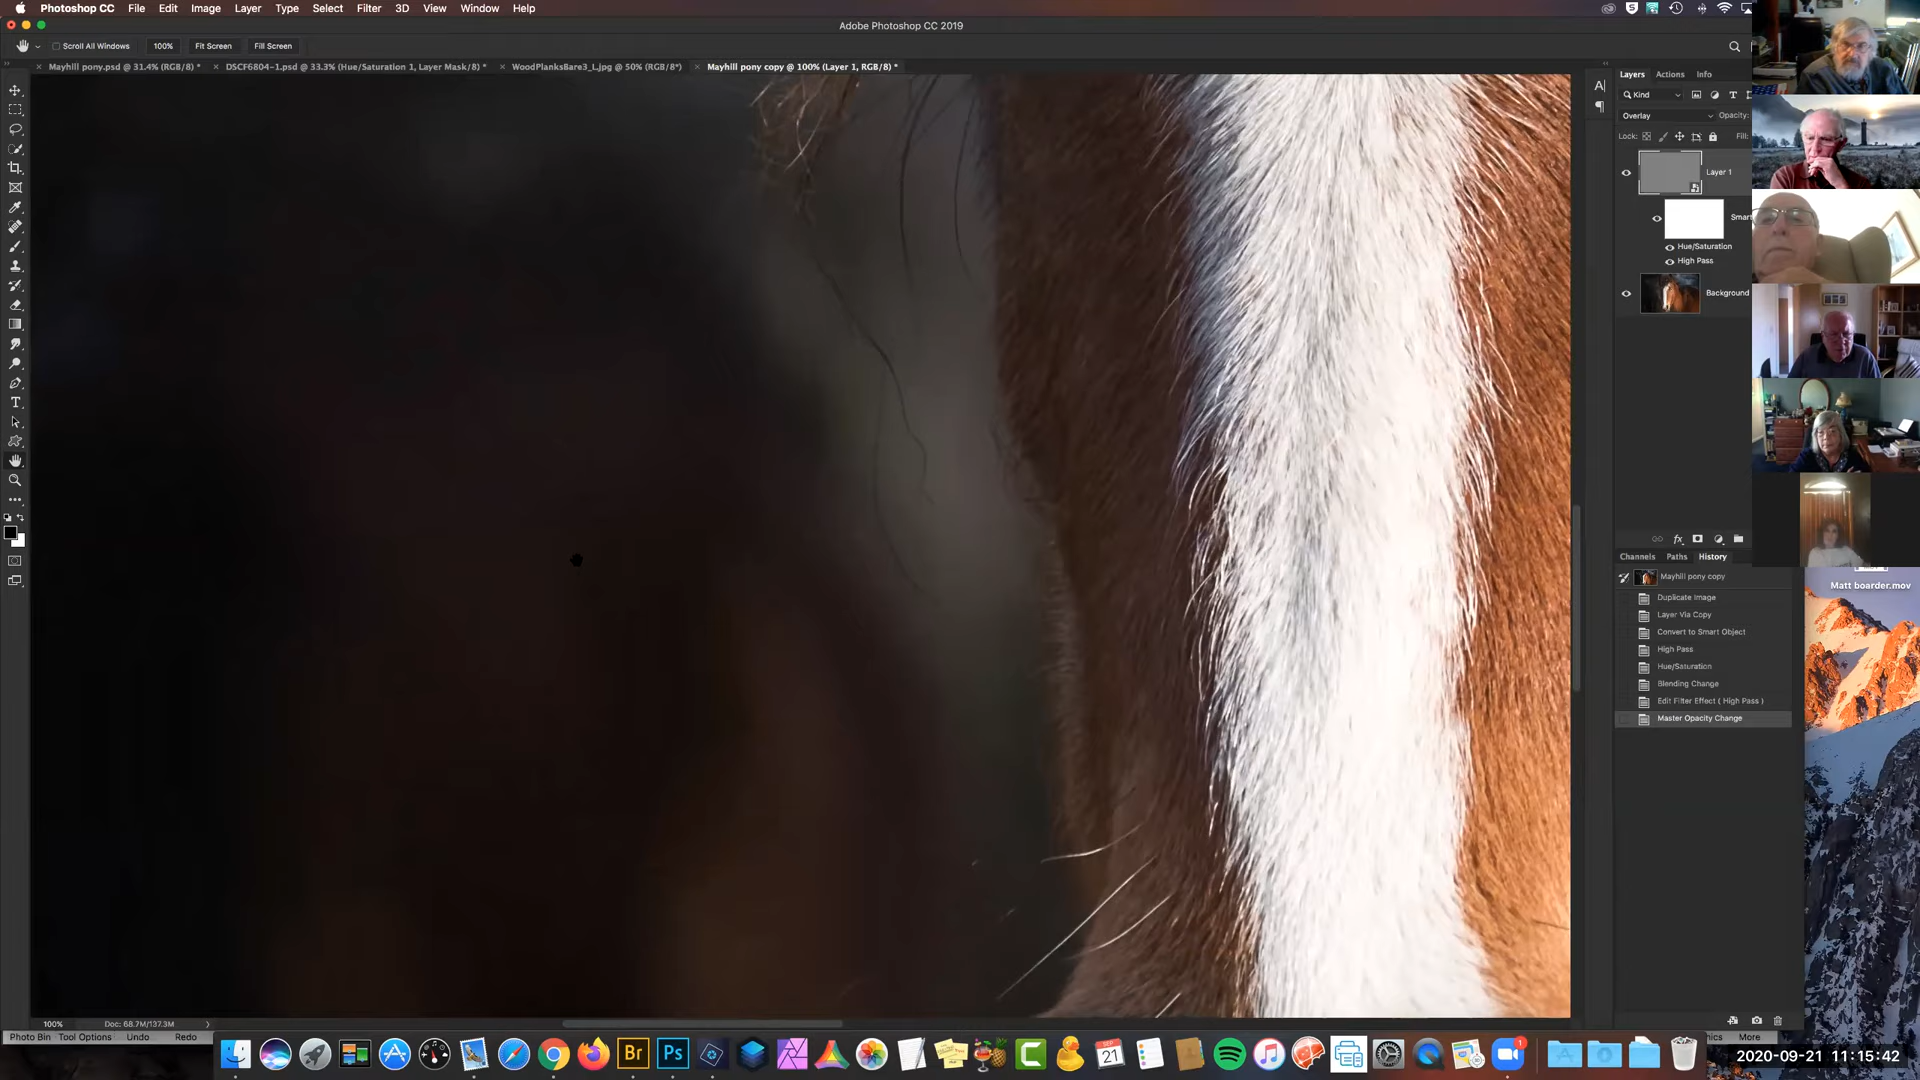 Photoshop CC File Edit Image Layer Type Select Filter 3D View Window Help
Adobe Photoshop CC 2019
Scroll All Windows 100% Fit Screen Fill Screen
Mayhill pony.psd @ 31.4% (RGB/8) * DSCF6804-1.psd @ 33.3% (Hue/Saturation 1, Layer Mask/8) * WoodPlanksBare3_L.jpg @ 50% (RGB/8*) Mayhill pony copy @ 100% (Layer 1, RGB/8) *
Layers Actions Info
Kind
Overlay Opacity:
Lock: Fill:
Layer 1
Smart
Hue/Saturation
High Pass
Background
Channels Paths History
Mayhill pony copy
Duplicate Image
Layer Via Copy
Convert to Smart Object
High Pass
Hue/Saturation
Blending Change
Edit Filter Effect ( High Pass )
Master Opacity Change
Matt boarder.mov
100% Doc: 68.7M/137.3M
Photo Bin Tool Options Undo Redo
More
Br Ps
SEP 21
1
2020-09-21 11:15:42